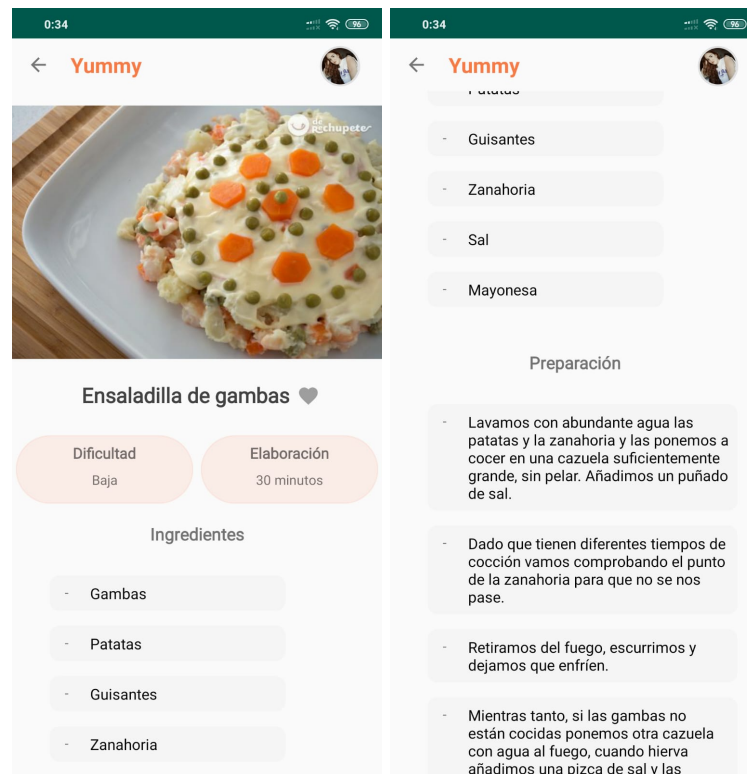 0:34
96
Yummy
de
rechupete
Ensaladilla de gambas
Dificultad
Baja
Elaboración
30 minutos
Ingredientes
- Gambas
- Patatas
- Guisantes
- Zanahoria
0:34
96
Yummy
Patatas
- Guisantes
- Zanahoria
- Sal
- Mayonesa
Preparación
- Lavamos con abundante agua las
patatas y la zanahoria y las ponemos a
cocer en una cazuela suficientemente
grande, sin pelar. Añadimos un puñado
de sal.
- Dado que tienen diferentes tiempos de
cocción vamos comprobando el punto
de la zanahoria para que no se nos
pase.
- Retiramos del fuego, escurrimos y
dejamos que enfríen.
- Mientras tanto, si las gambas no
están cocidas ponemos otra cazuela
con agua al fuego, cuando hierva
añadimos una pizca de sal y las